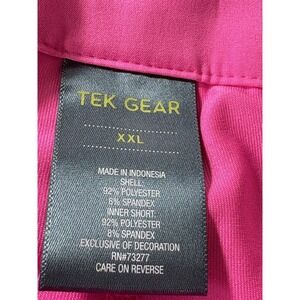 TEK GEAR
XXL
MADE IN INDONESIA
SHELL:
92% POLYESTER
8% SPANDEX
INNER SHORT:
92% POLYESTER
8% SPANDEX
EXCLUSIVE OF DECORATION
RN#73277
CARE ON REVERSE